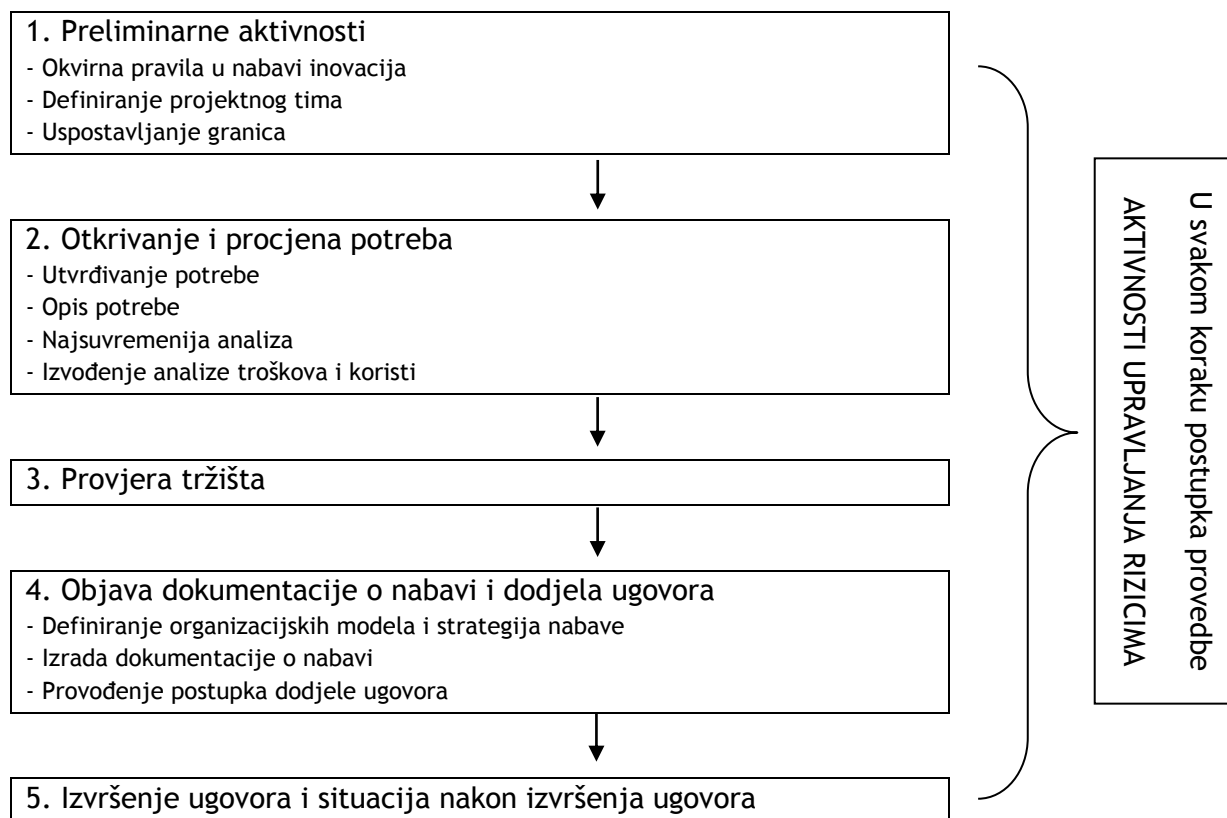 1. Preliminarne aktivnosti
- Okvirna pravila u nabavi inovacija
- Definiranje projektnog tima
- Uspostavljanje granica
2. Otkrivanje i procjena potreba
- Utvrđivanje potrebe
- Opis potrebe
- Najsuvremenija analiza
- Izvođenje analize troškova i koristi
3. Provjera tržišta
4. Objava dokumentacije o nabavi i dodjela ugovora
- Definiranje organizacijskih modela i strategija nabave
- Izrada dokumentacije o nabavi
- Provođenje postupka dodjele ugovora
5. Izvršenje ugovora i situacija nakon izvršenja ugovora
U svakom koraku postupka provedbe
AKTIVNOSTI UPRAVLJANJA RIZICIMA